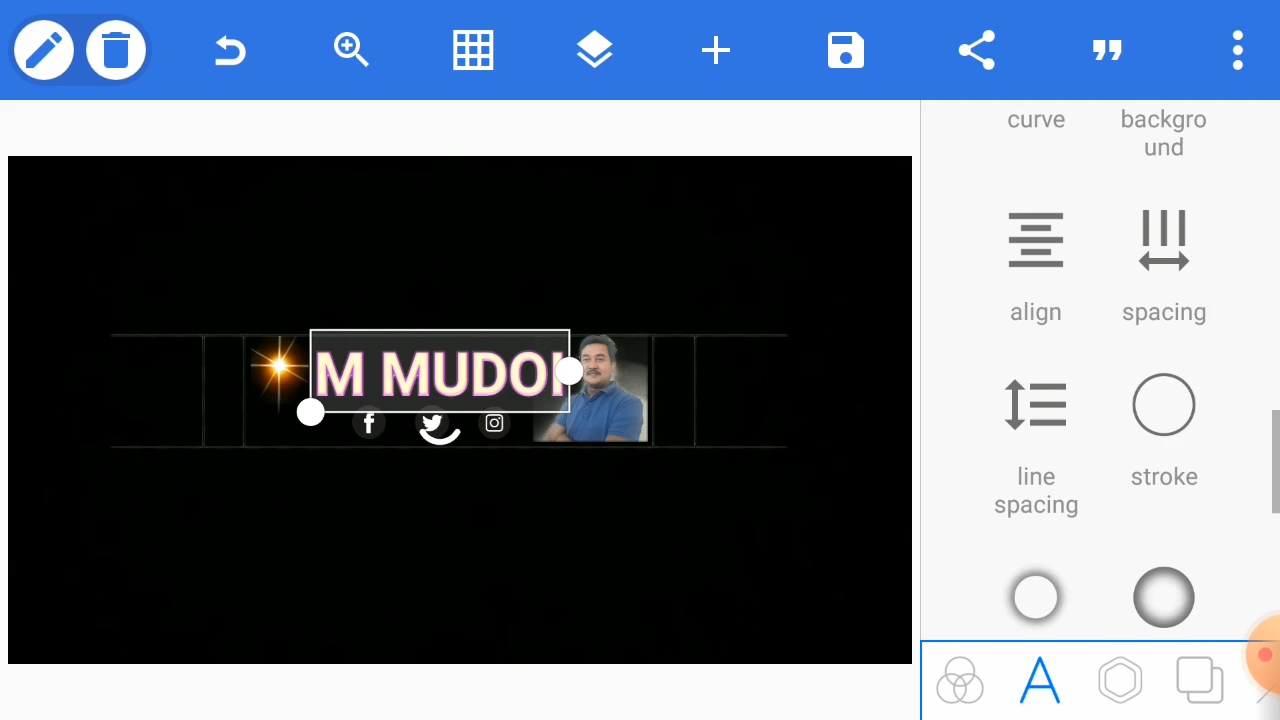 curve
backgro
und
align
spacing
M MUDOI
line
spacing
stroke